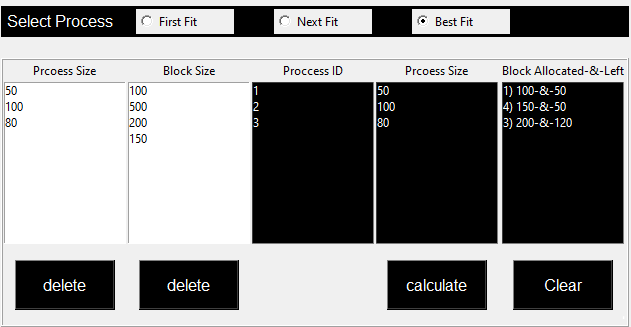 Select Process First Fit Next Fit Best Fit
Prcoess Size Block Size Proccess ID Prcoess Size Block Allocated-&-Left
50 100 1 50 1) 100-&-50
100 500 2 100 4) 150-&-50
80 200 3 80 3) 200-&-120
150
delete delete calculate Clear